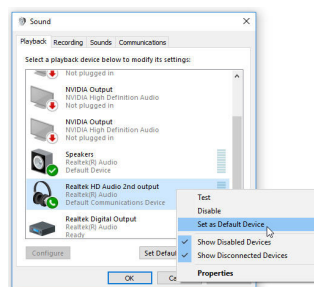 Sound
Playback Recording Sounds Communications
Select a playback device below to modify its settings:
Not plugged in
NVIDIA Output
NVIDIA High Definition Audio
Not plugged in
NVIDIA Output
NVIDIA High Definition Audio
Not plugged in
Speakers
Realtek(R) Audio
Default Device
Realtek HD Audio 2nd output
Realtek(R) Audio
Default Communications Device
Realtek Digital Output
Realtek(R) Audio
Ready
Test
Disable
Set as Default Device
Show Disabled Devices
Show Disconnected Devices
Properties
Configure Set Defaul
OK Ca